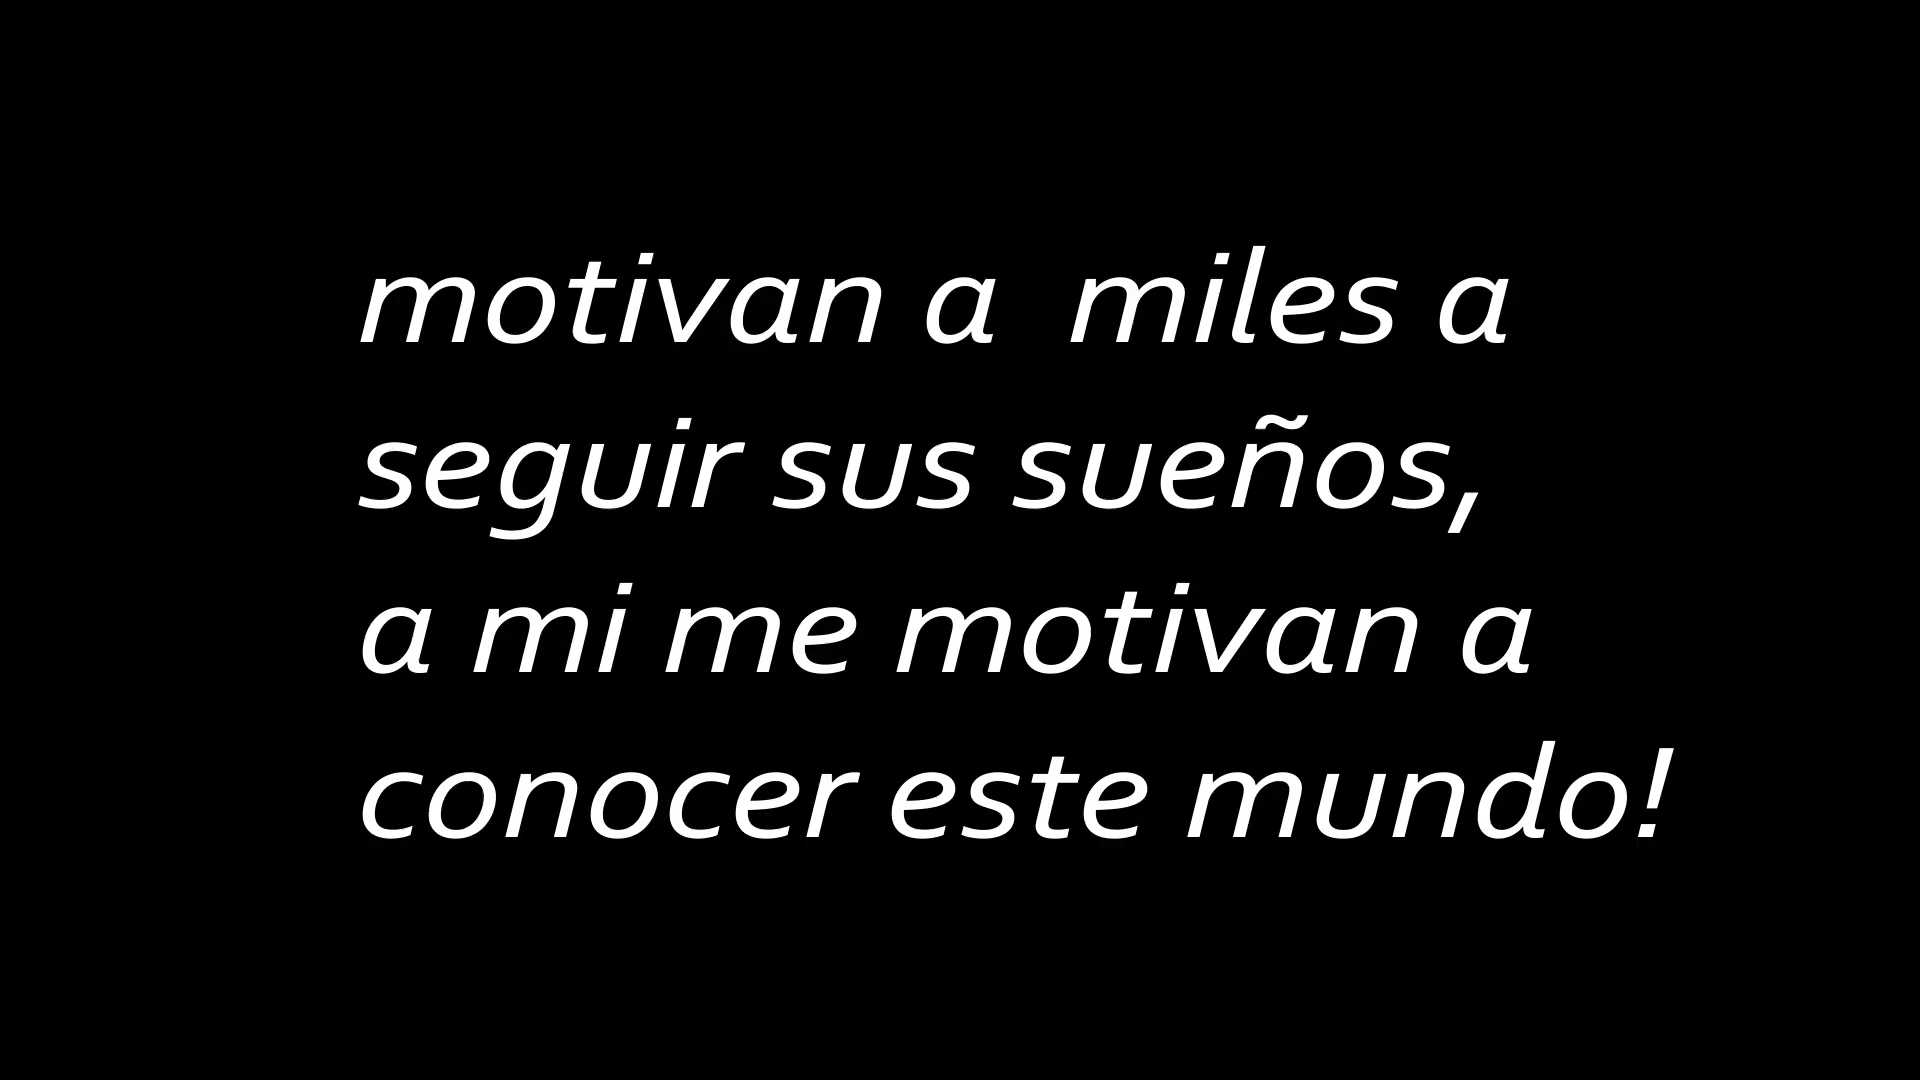 motivan a  miles a
seguir sus sueños,
a mi me motivan a
conocer este mundo!